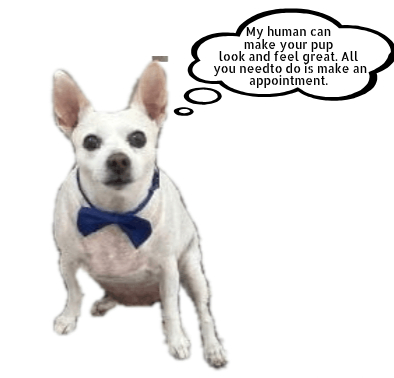 My human can
make your pup
look and feel great. All
you needto do is make an
appointment.